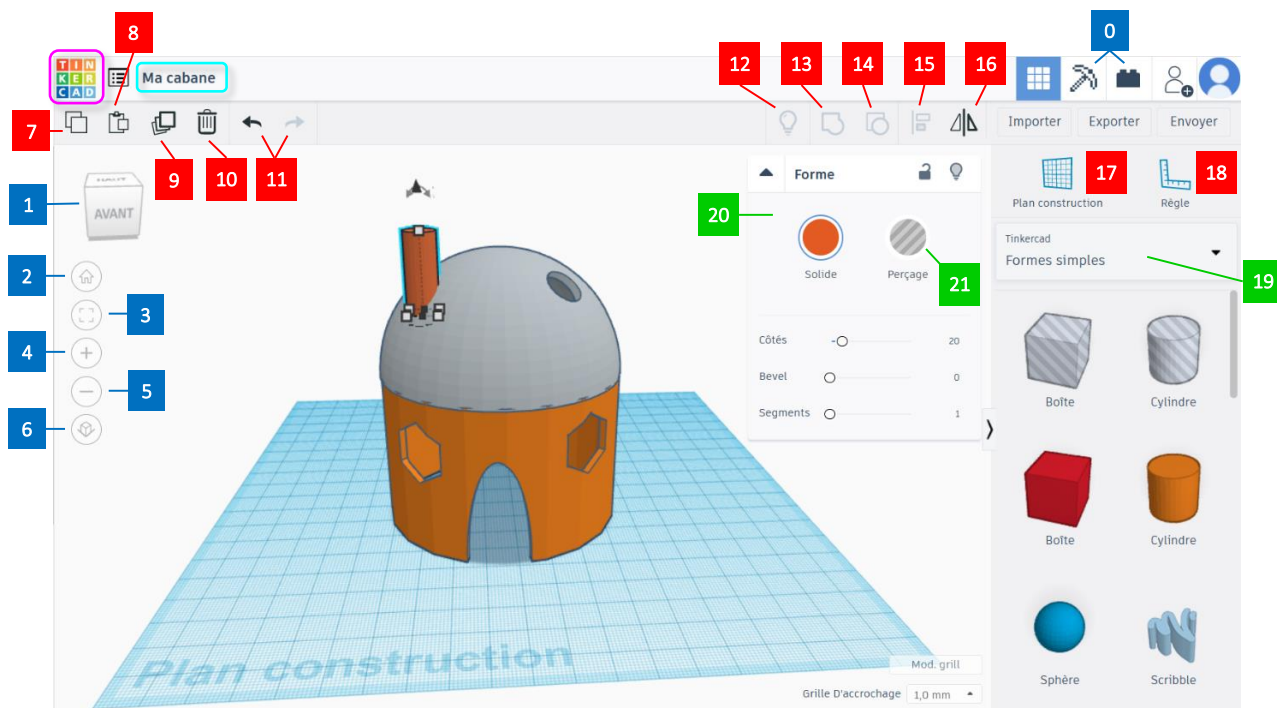 8
0
12
13
14
15
16
TIN
KER
CAD
Ma cabane
7
9
10
11
Importer
Exporter
Envoyer
1
HAUT
AVANT
20
Forme
17
18
Plan construction
Règle
Tinkercad
Formes simples
19
2
3
4
5
6
Solide
Perçage
21
Côtés
20
Bevel
0
Segments
1
Boîte
Cylindre
Boîte
Cylindre
Sphère
Scribble
Plan construction
Mod. grill
Grille D'accrochage
1,0 mm